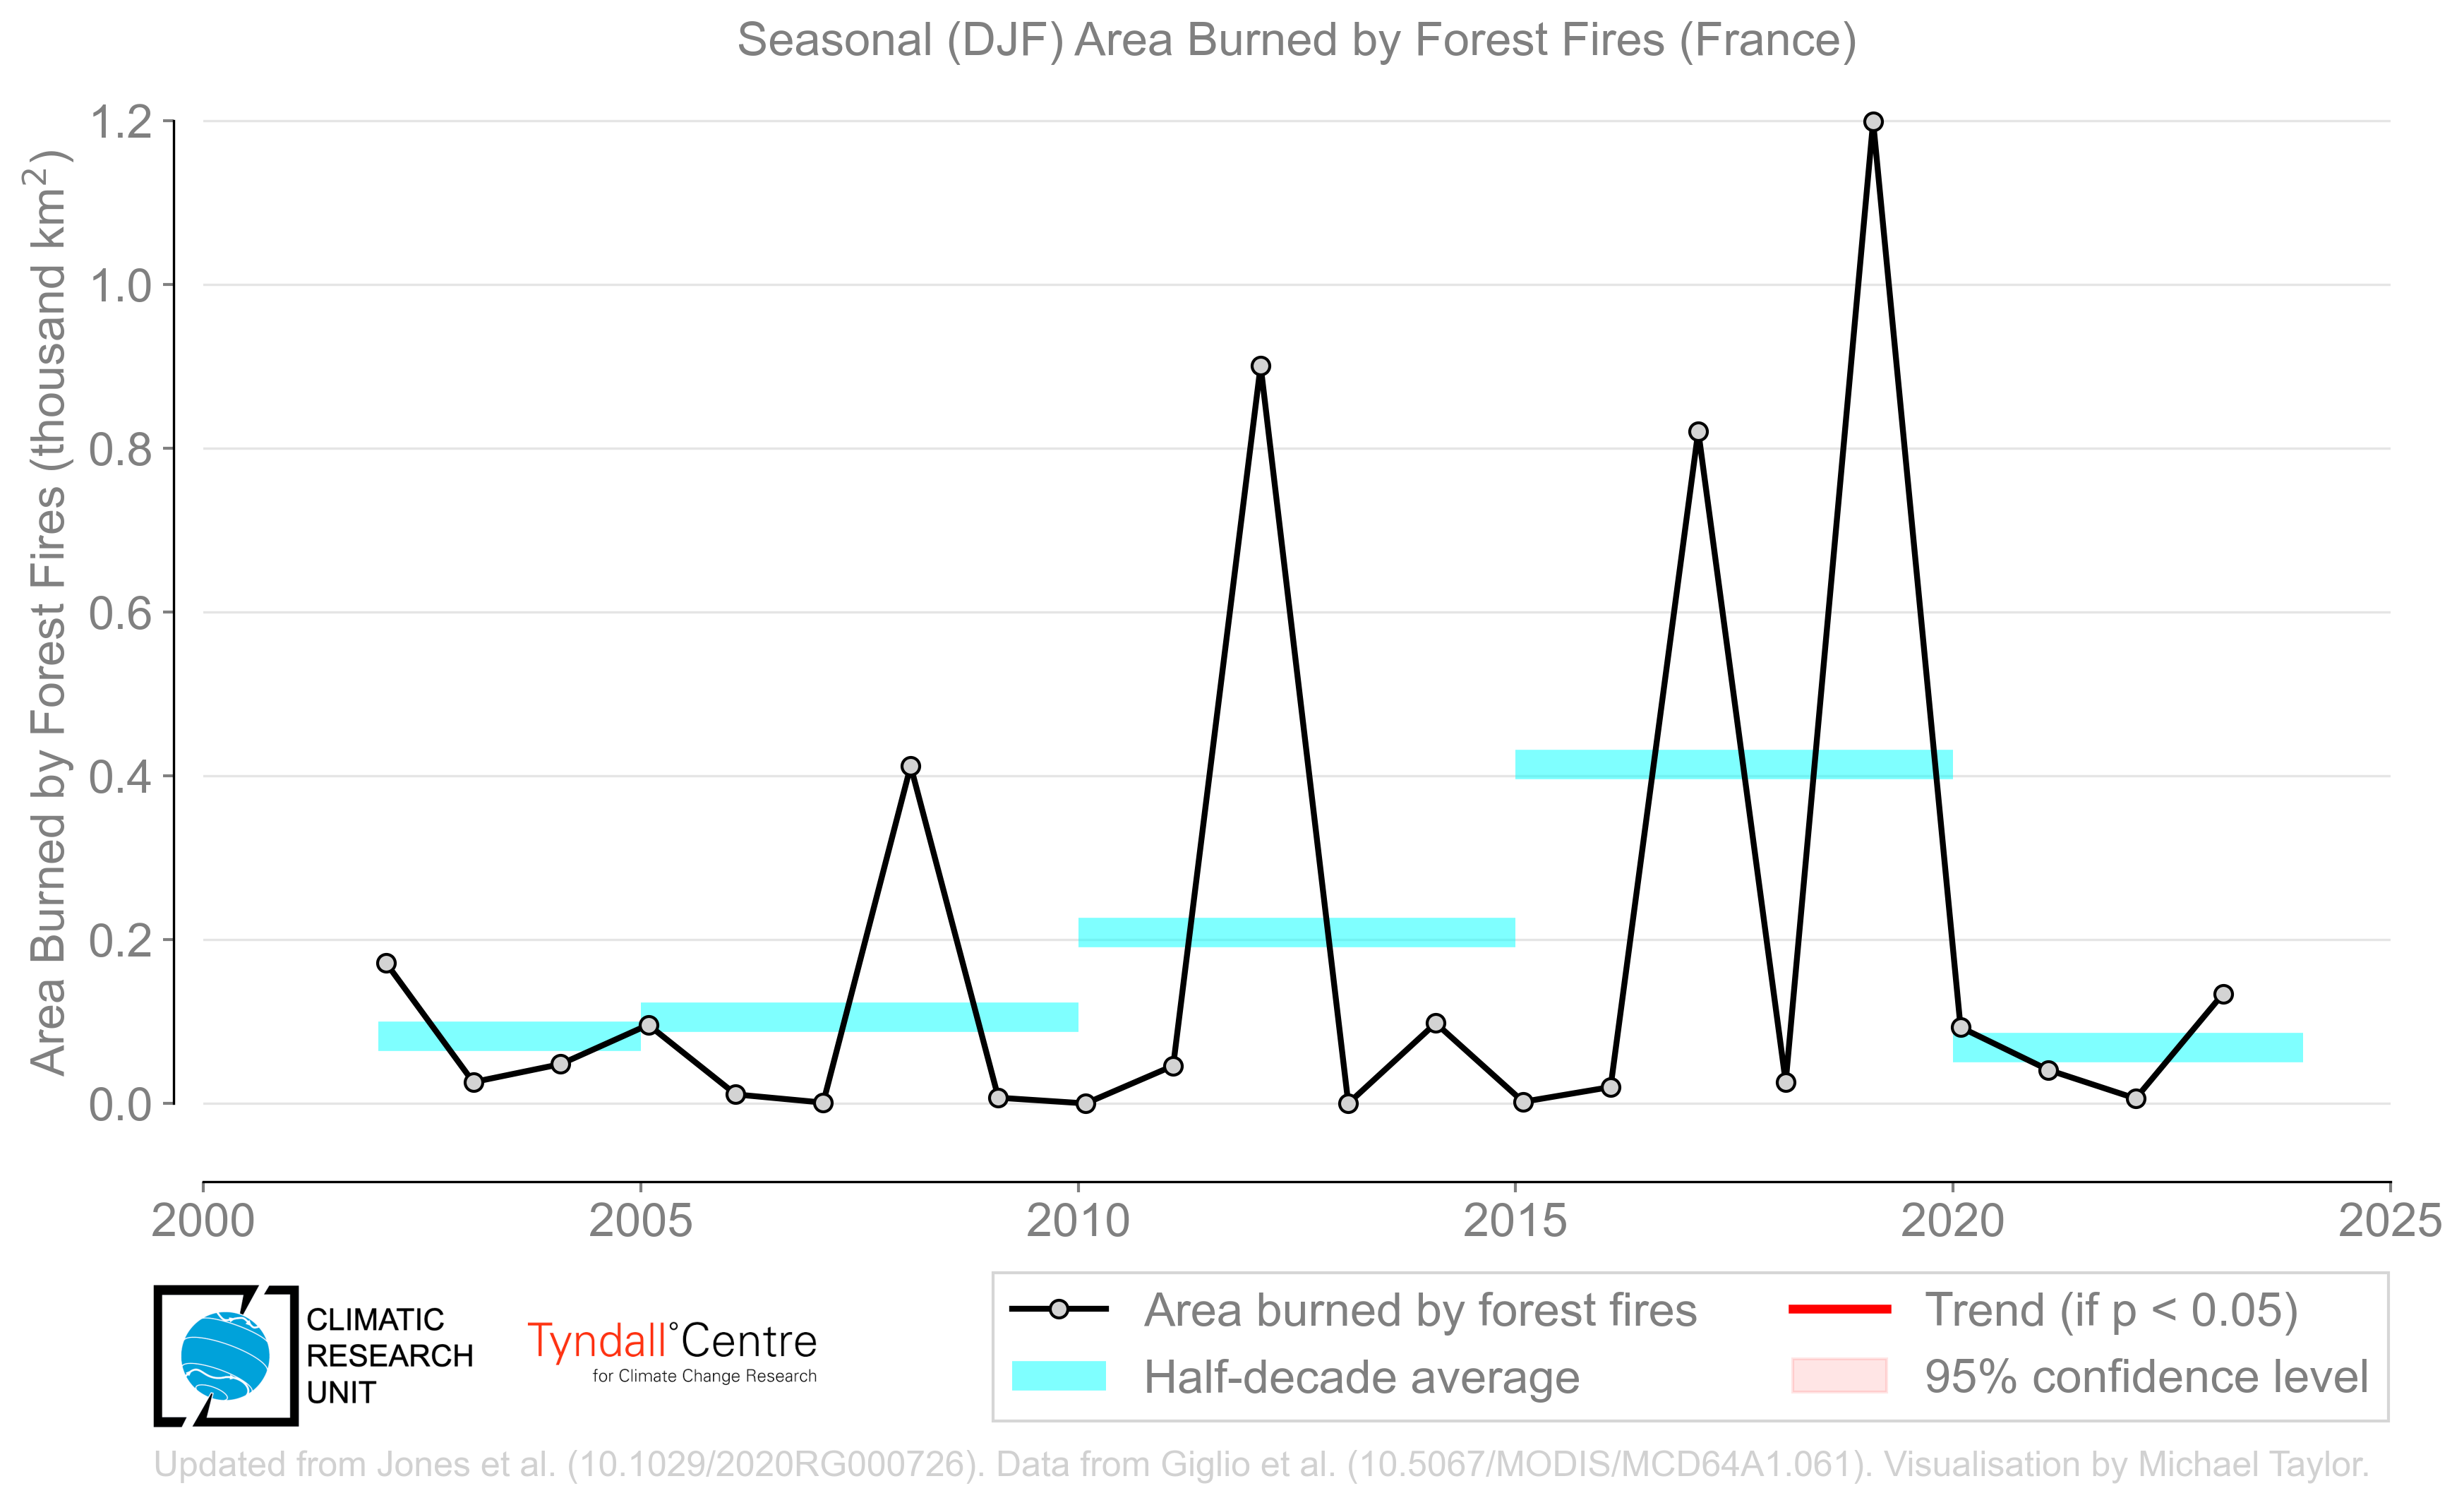 Seasonal (DJF) Area Burned by Forest Fires (France)
Area Burned by Forest Fires (thousand km²)
1.2
1.0
0.8
0.6
0.4
0.2
0.0
2000 2005 2010 2015 2020 2025
CLIMATIC
RESEARCH
UNIT
Tyndall°Centre
for Climate Change Research
Area burned by forest fires
Half-decade average
Trend (if p < 0.05)
95% confidence level
Updated from Jones et al. (10.1029/2020RG000726). Data from Giglio et al. (10.5067/MODIS/MCD64A1.061). Visualisation by Michael Taylor.